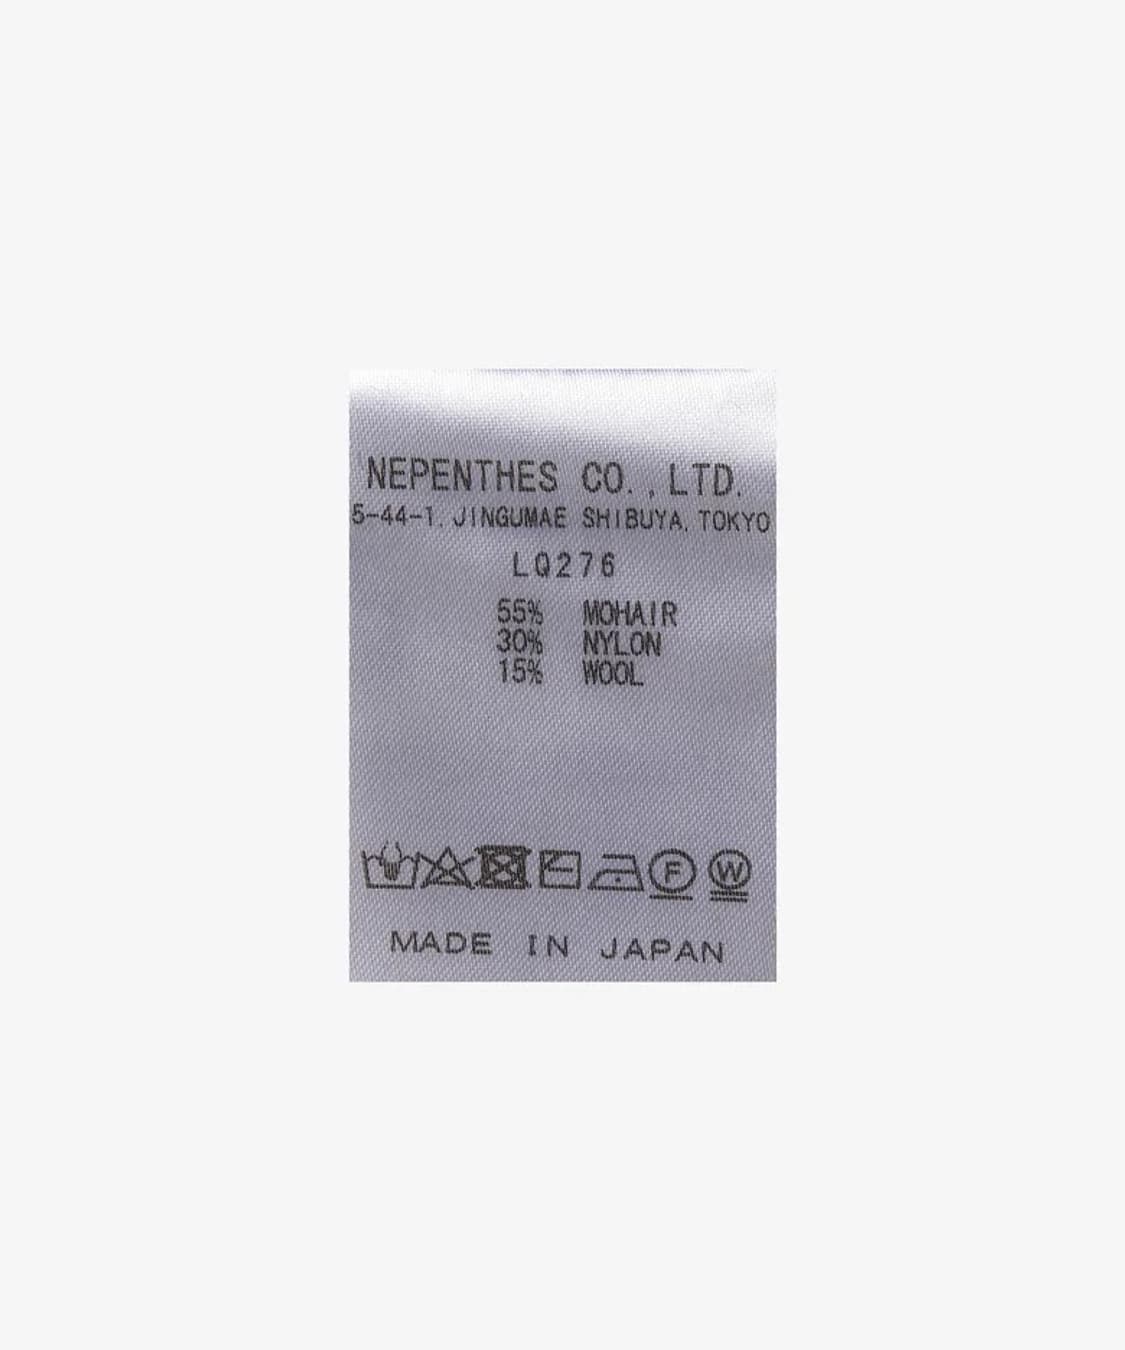 NEPENTHES CO.,LTD.
5-44-1, JINGUMAE SHIBUYA, TOKYO
LQ276
55% MOHAIR
30% NYLON
15% WOOL
F W
MADE IN JAPAN